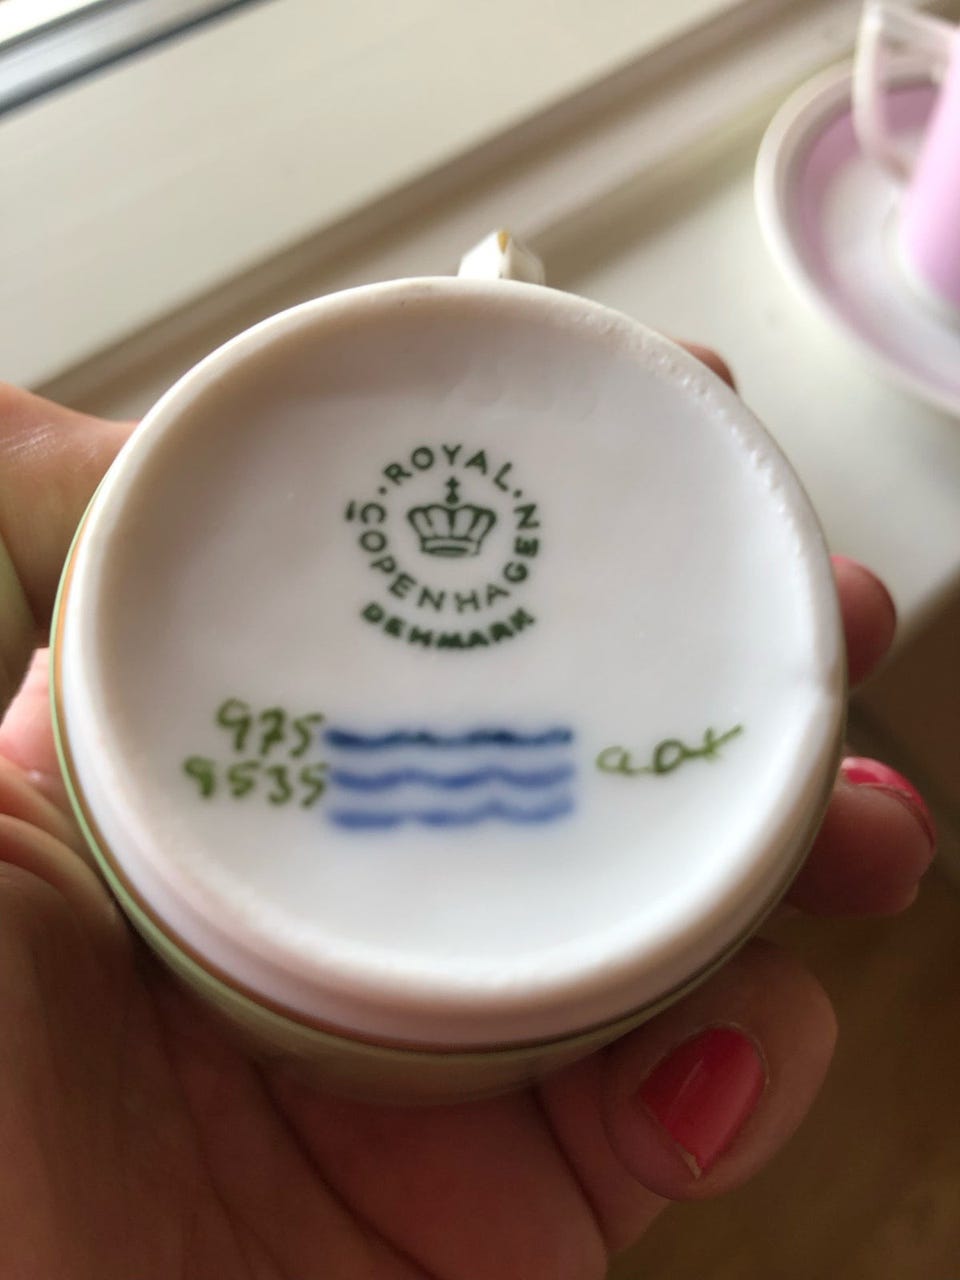 ROYAL
COPENHAGEN
DENMARK
975
9535